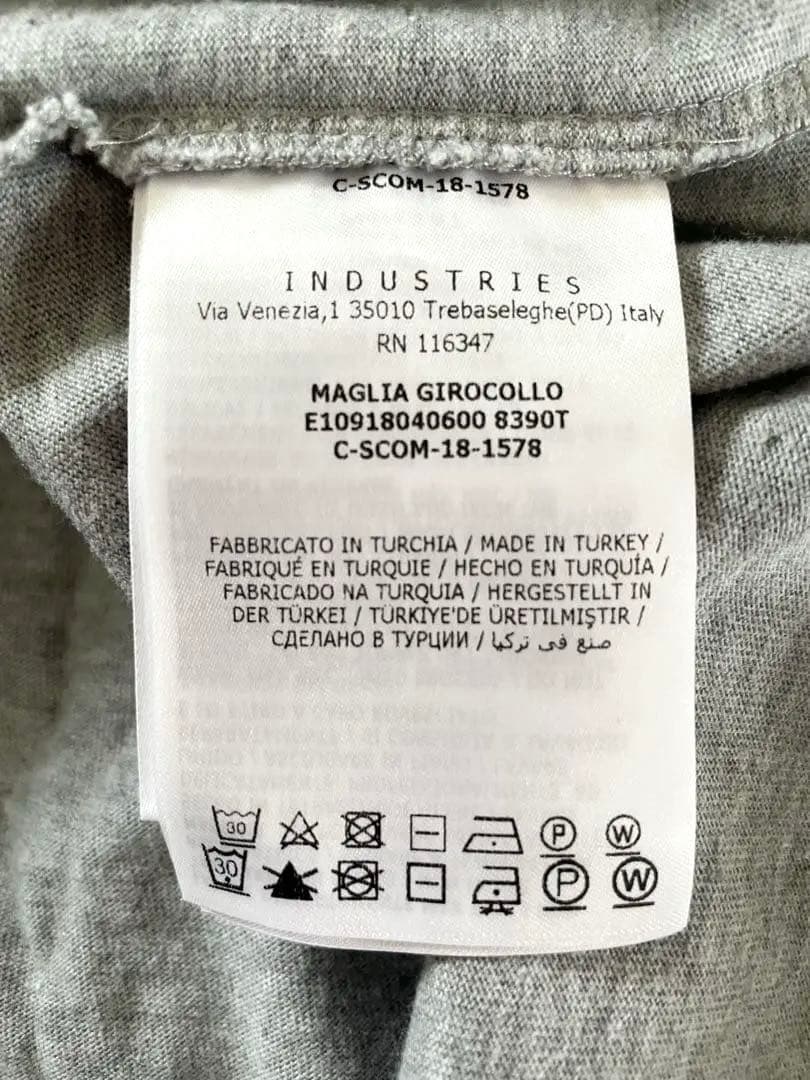 C-SCOM-18-1578
INDUSTRIES
Via Venezia,1 35010 Trebaseleghe(PD) Italy
RN 116347
MAGLIA GIROCOLLO
E10918040600 8390T
C-SCOM-18-1578
FABBRICATO IN TURCHIA / MADE IN TURKEY /
FABRIQUÉ EN TURQUIE / HECHO EN TURQUÍA /
FABRICADO NA TURQUIA / HERGESTELLT IN
DER TÜRKEI / TÜRKIYE'DE ÜRETILMIŞTIR /
СДЕЛАНО В ТУРЦИИ / صنع في تركيا
30 P W
30 P W